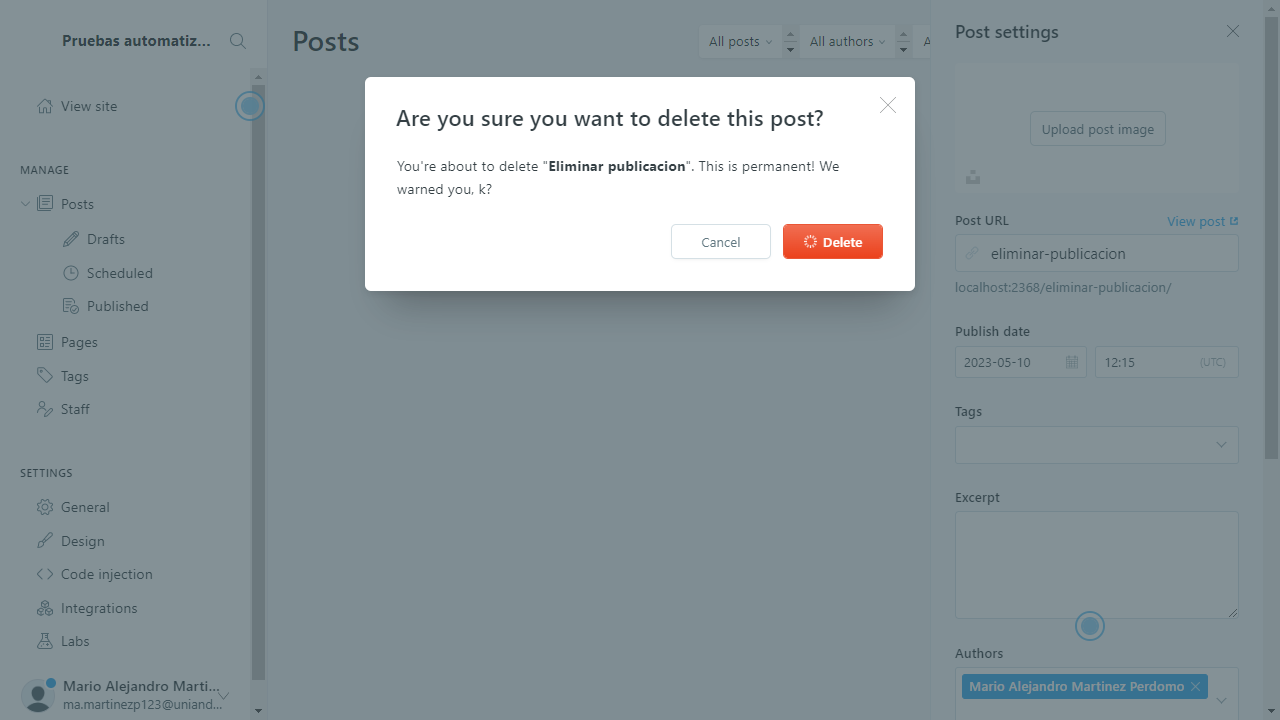 Pruebas automatiz...
View site
MANAGE
Posts
Drafts
Scheduled
Published
Pages
Tags
Staff
SETTINGS
General
Design
Code injection
Integrations
Labs
Mario Alejandro Marti...
ma.martinezp123@uniand...
Posts
All posts
All authors
A
Are you sure you want to delete this post?
You're about to delete "Eliminar publicacion". This is permanent! We
warned you, k?
Cancel
Delete
Post settings
Upload post image
Post URL
View post
eliminar-publicacion
localhost:2368/eliminar-publicacion/
Publish date
2023-05-10
12:15
(UTC)
Tags
Excerpt
Authors
Mario Alejandro Martinez Perdomo